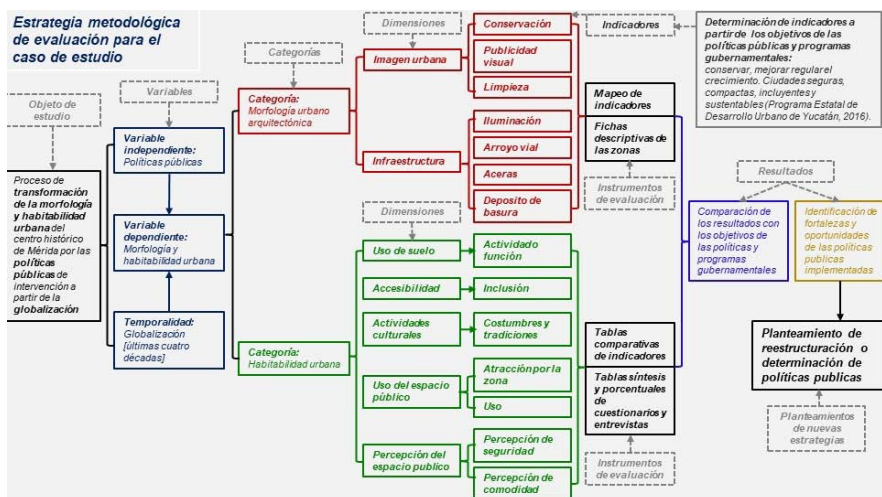 Estrategia metodológica
de evaluación para el
caso de estudio
Objeto de
estudio
Proceso de
transformación
de la morfología
y habitabilidad
urbana del
centro histórico
de Mérida por las
políticas
públicas de
intervención a
partir de la
globalización
Variables
Variable
independiente:
Políticas públicas
Variable
dependiente:
Morfología y
habitabilidad urbana
Temporalidad:
Globalización
[últimas cuatro
décadas]
Categorías
Categoría:
Morfología urbano
arquitectónica
Categoría:
Habitabilidad urbana
Dimensiones
Imagen urbana
Infraestructura
Dimensiones
Uso de suelo
Accesibilidad
Actividades
culturales
Uso del espacio
público
Percepción del
espacio publico
Conservación
Publicidad
visual
Limpieza
Iluminación
Arroyo vial
Aceras
Deposito de
basura
Actividad o
función
Inclusión
Costumbres y
tradiciones
Atracción por la
zona
Uso
Percepción de
seguridad
Percepción de
comodidad
Indicadores
Mapeo de
indicadores
Fichas
descriptivas de
las zonas
Instrumentos
de evaluación
Tablas
comparativas de
indicadores
Tablas síntesis y
porcentuales de
cuestionarios y
entrevistas
Instrumentos
de evaluación
Determinación de indicadores a
partir de los objetivos de las
políticas públicas y programas
gubernamentales:
conservar, mejorar regular el
crecimiento. Ciudades seguras,
compactas, incluyentes y
sustentables (Programa Estatal de
Desarrollo Urbano de Yucatán, 2016).
Resultados
Comparación de
los resultados con
los objetivos de
las políticas y
programas
gubernamentales
Identificación de
fortalezas y
oportunidades
de las políticas
publicas
implementadas
Planteamiento de
reestructuración o
determinación de
políticas publicas
Planteamientos
de nuevas
estrategias